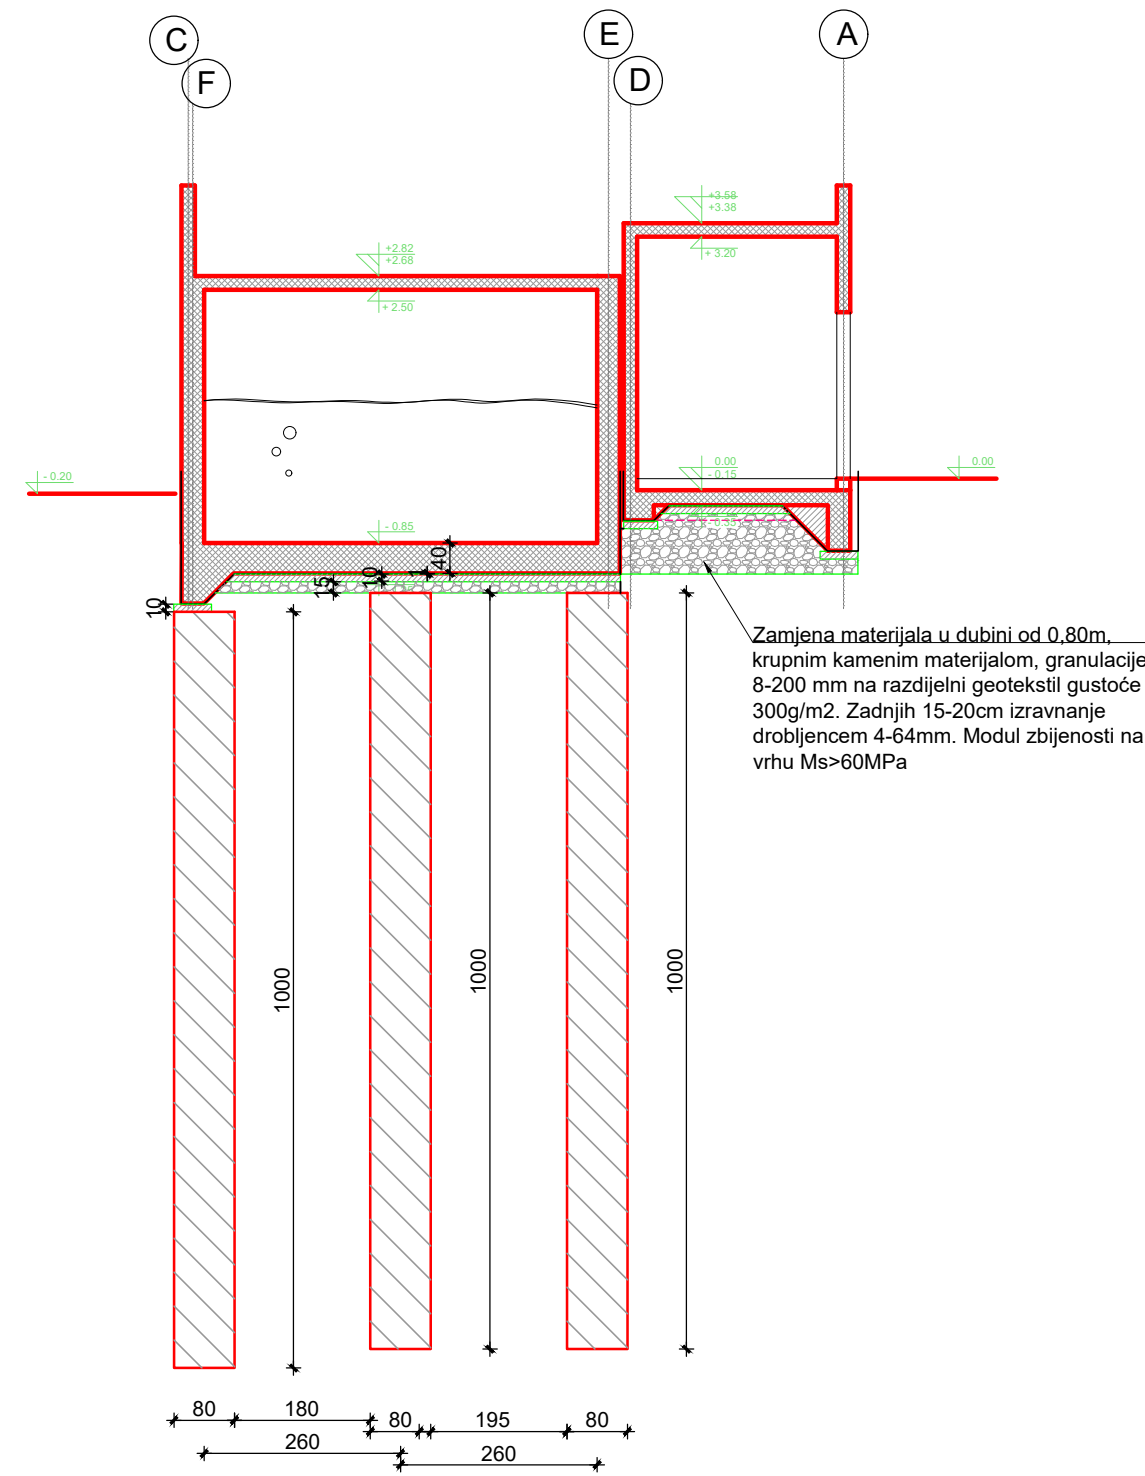 C
E
A
F
D
+3.58
+3.38
+ 3.20
+2.82
+2.68
+ 2.50
- 0.20
0.00
- 0.15
0.00
- 0.35
- 0.85
40
1
10
15
10
Zamjena materijala u dubini od 0,80m,
krupnim kamenim materijalom, granulacije
8-200 mm na razdijelni geotekstil gustoće
300g/m2. Zadnjih 15-20cm izravnanje
drobljencem 4-64mm. Modul zbijenosti na
vrhu Ms>60MPa
1000
1000
1000
80
180
80
195
80
260
260